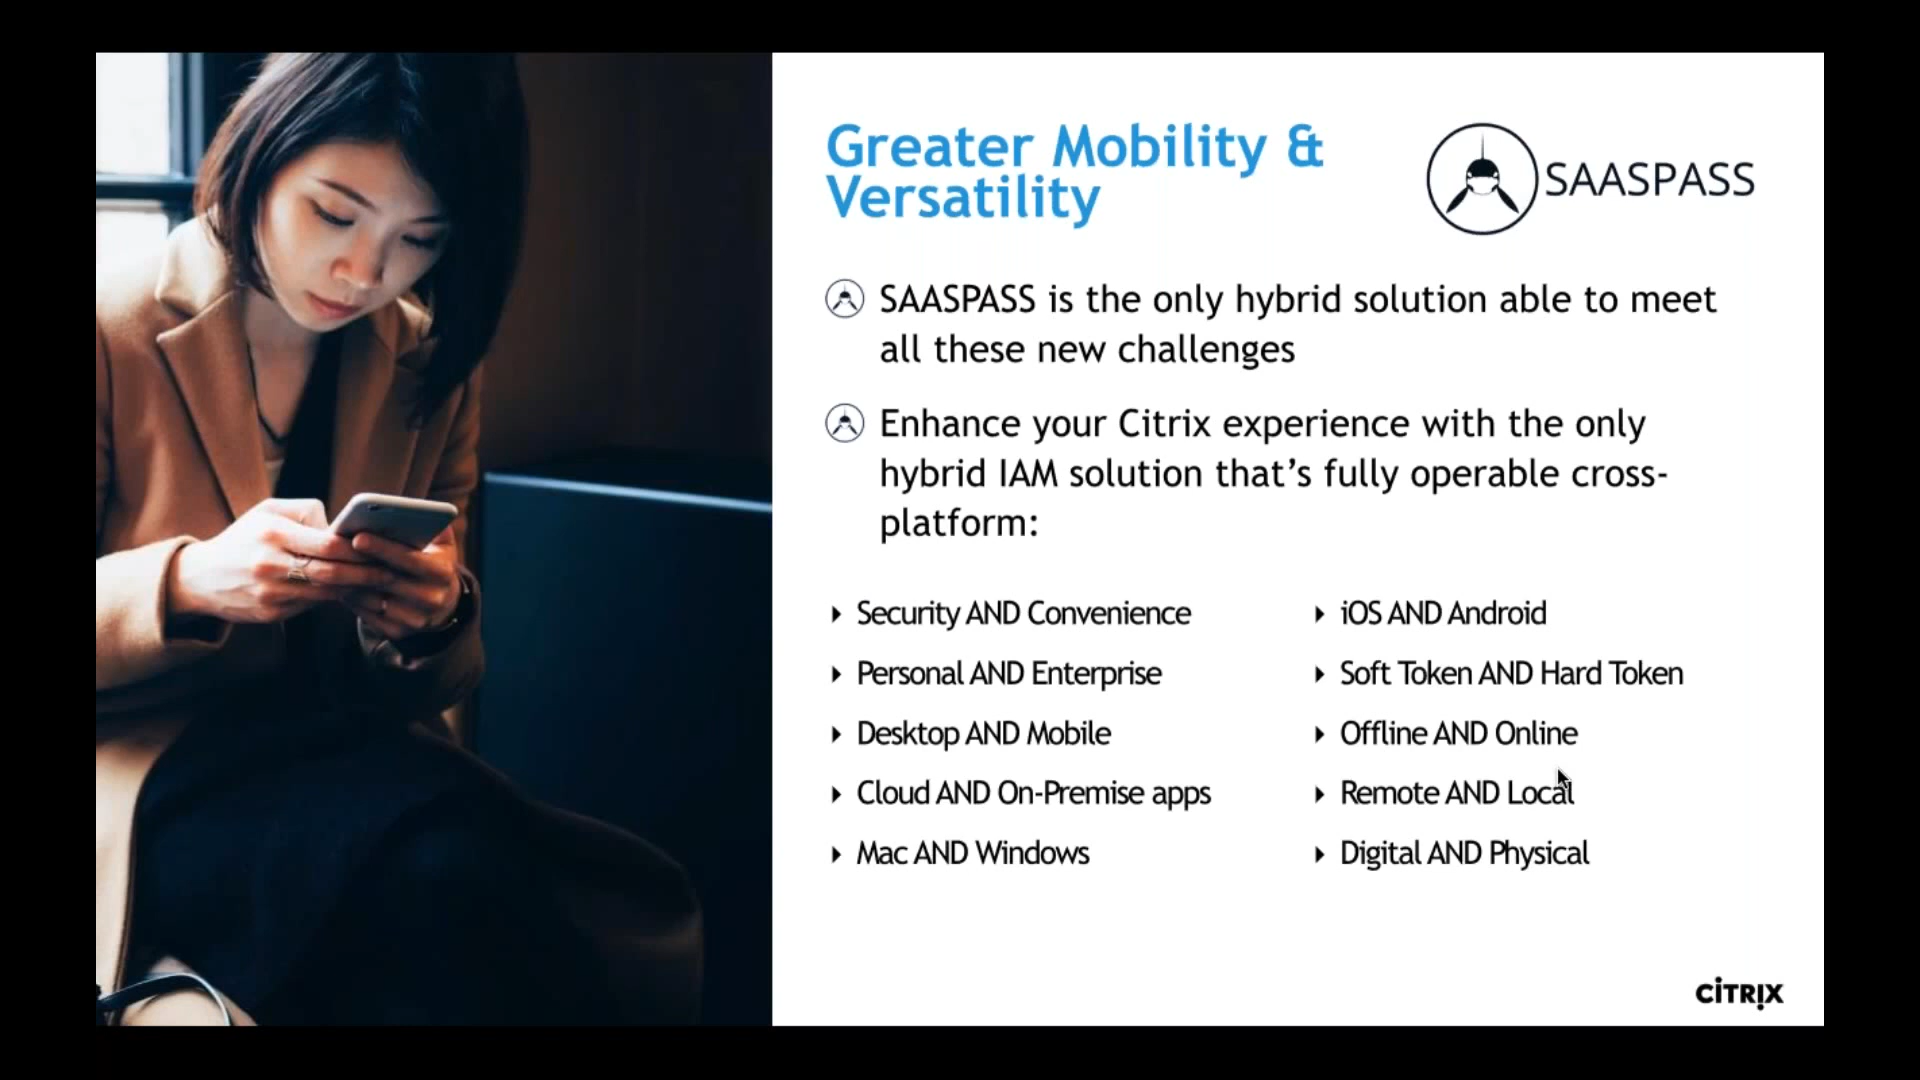 Greater Mobility &
Versatility
SAASPASS
SAASPASS is the only hybrid solution able to meet
all these new challenges
Enhance your Citrix experience with the only
hybrid IAM solution that’s fully operable cross-
platform:
Security AND Convenience
Personal AND Enterprise
Desktop AND Mobile
Cloud AND On-Premise apps
Mac AND Windows
iOS AND Android
Soft Token AND Hard Token
Offline AND Online
Remote AND Local
Digital AND Physical
CITRIX